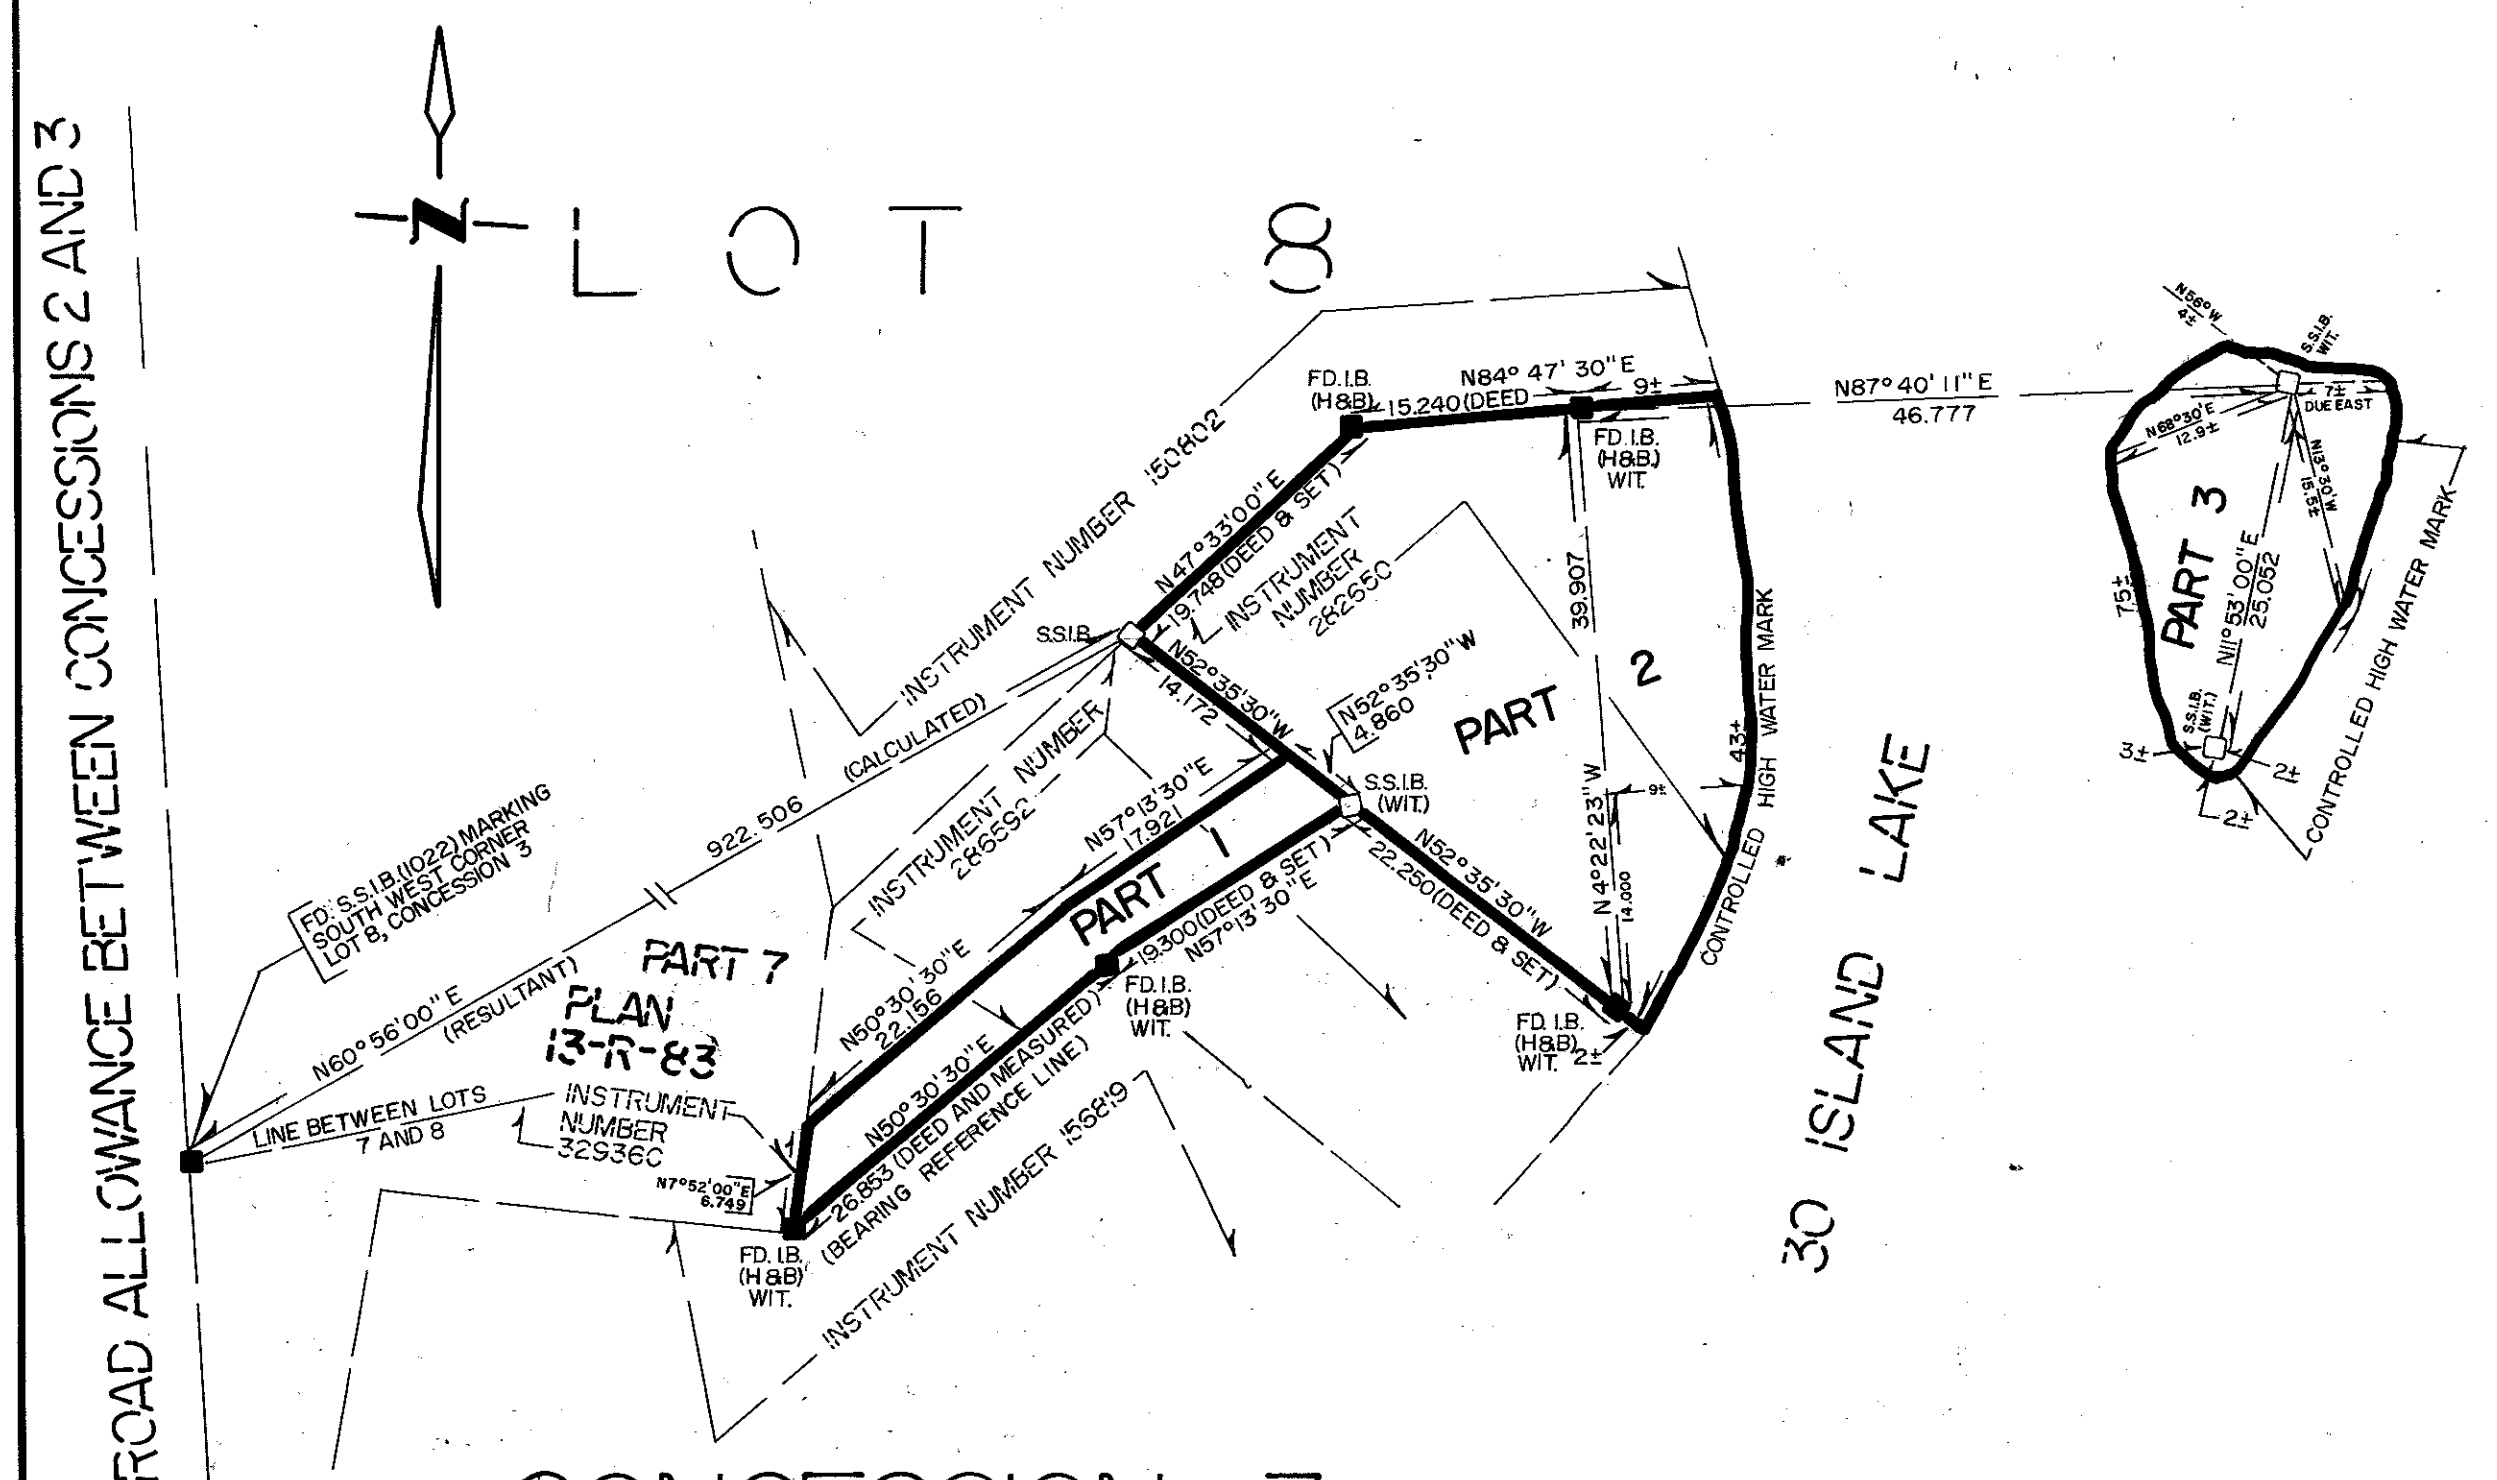 ROAD ALLOWANCE BETWEEN CONCESSIONS 2 AND 3
N
LOT 8
INSTRUMENT NUMBER 150802
FD. I.B.
(H&B)
N84° 47' 30" E
15.240 (DEED
9±
FD. I.B.
(H&B.)
WIT.
N87° 40' 11" E
46.777
N56°W
4±
S.S.I.B.
WIT.
7±
DUE EAST
N68°30'E
12.9±
N13°30'W
15.5±
PART 3
N11°53'00"E
25.052
75±
S.S.I.B.
(WIT.)
3±
2±
2±
CONTROLLED HIGH WATER MARK
N47°33'00"E
19.748 (DEED & SET)
INSTRUMENT
NUMBER
282650
S.S.I.B.
N52°35'30"W
14.172
N52°35'30"W
4.860
PART 2
39.907
N4°22'23"W
14.000
9±
43±
CONTROLLED HIGH WATER MARK
S.S.I.B.
(WIT.)
N52°35'30"W
22.250 (DEED & SET)
FD. I.B.
(H&B)
WIT.
2±
30 ISLAND LAKE
(CALCULATED)
922.506
N60°56'00"E
(RESULTANT)
FD. S.S.I.B. (1022) MARKING
SOUTH WEST CORNER
LOT 8, CONCESSION 3
LINE BETWEEN LOTS
7 AND 8
INSTRUMENT NUMBER
286592
N57°13'30"E
17.921
PART 1
19.300 (DEED & SET)
N57°13'30"E
FD. I.B.
(H&B)
WIT.
PART 7
PLAN
13-R-83
INSTRUMENT
NUMBER
329360
N50°30'30"E
22.156
N50°30'30"E
26.853 (DEED AND MEASURED)
(BEARING REFERENCE LINE)
N7°52'00"E
6.749
FD. I.B.
(H&B)
WIT.
INSTRUMENT NUMBER 156819